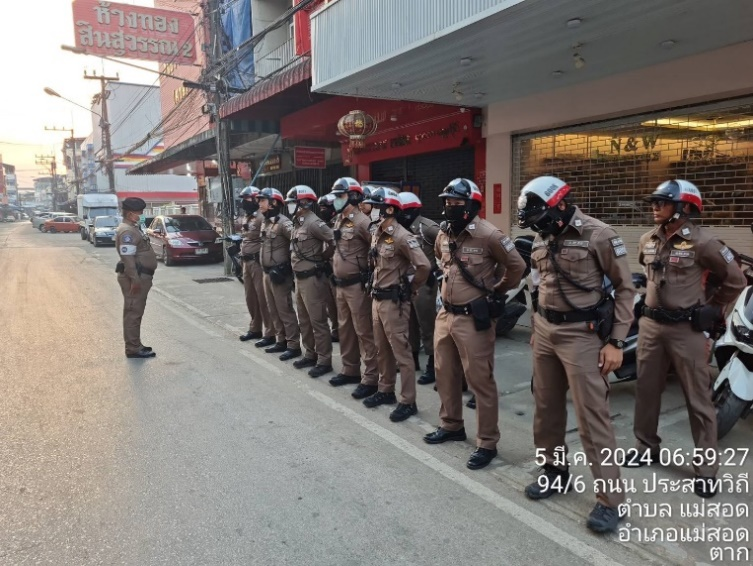 ห้างทอง
สินสุวรรณ 2
N&W
5 มี.ค. 2024 06:59:27
94/6 ถนน ประสาทวิถี
ตำบล แม่สอด
อำเภอแม่สอด
ตาก